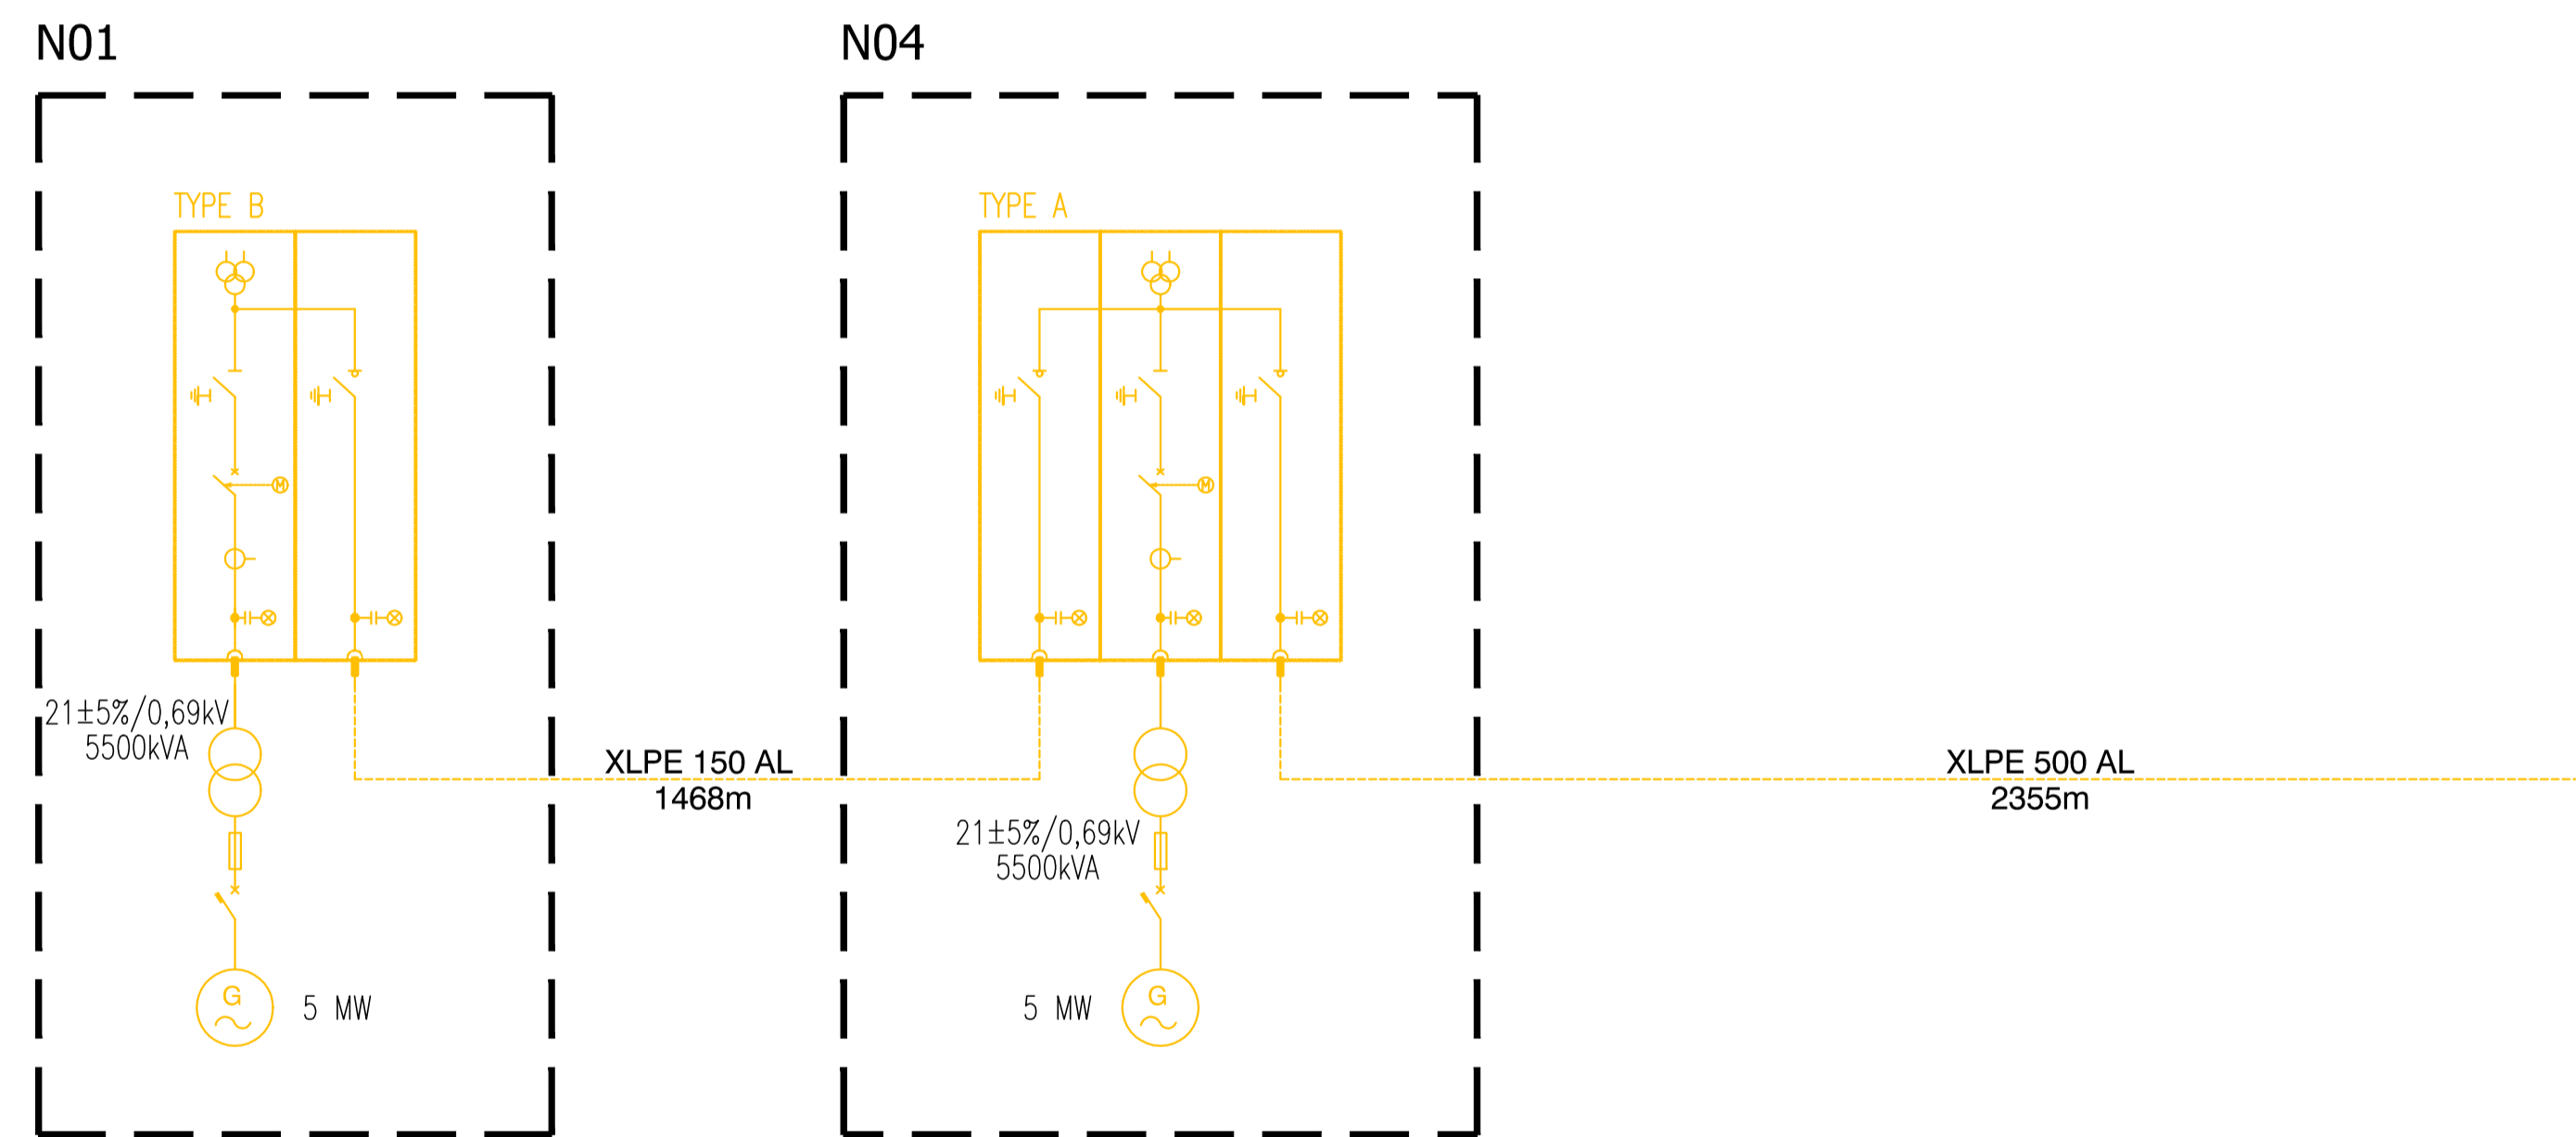 N01
N04
TYPE B
TYPE A
M
M
21±5%/0,69kV
5500kVA
XLPE 150 AL
1468m
XLPE 500 AL
2355m
21±5%/0,69kV
5500kVA
G
5 MW
5 MW
G